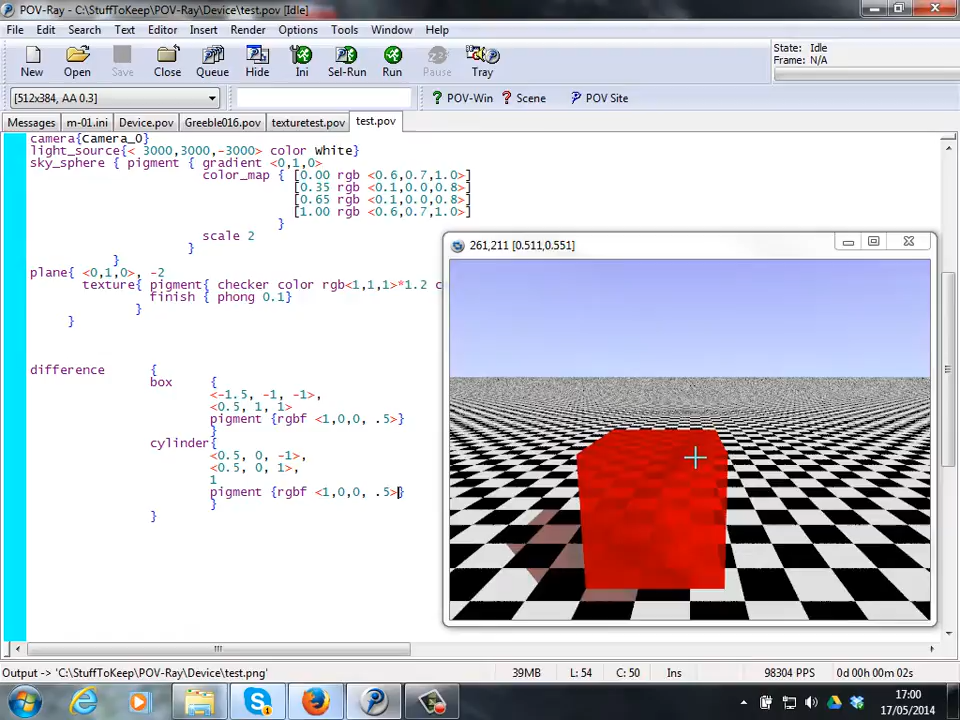 POV-Ray - C:\StuffToKeep\POV-Ray\Device\test.pov [Idle]
File Edit Search Text Editor Insert Render Options Tools Window Help
New Open Save Close Queue Hide Ini Sel-Run Run Pause Tray
State: Idle
Frame: N/A
[512x384, AA 0.3]
POV-Win Scene POV Site
Messages m-01.ini Device.pov Greeble016.pov texturetest.pov test.pov
camera{Camera_0}
light_source{< 3000,3000,-3000> color White}
sky_sphere { pigment { gradient <0,1,0>
color_map { [0.00 rgb <0.6,0.7,1.0>]
[0.35 rgb <0.1,0.0,0.8>]
[0.65 rgb <0.1,0.0,0.8>]
[1.00 rgb <0.6,0.7,1.0>]
}
scale 2
}
}
plane{ <0,1,0>, -2
texture{ pigment{ checker color rgb<1,1,1>*1.2 c
finish { phong 0.1}
}
}
difference {
box {
<-1.5, -1, -1>,
<0.5, 1, 1>
pigment {rgbf <1,0,0, .5>}
}
cylinder{
<0.5, 0, -1>,
<0.5, 0, 1>,
1
pigment {rgbf <1,0,0, .5>}
}
}
261,211 [0.511,0.551]
Output -> 'C:\StuffToKeep\POV-Ray\Device\test.png' 39MB L: 54 C: 50 Ins 98304 PPS 0d 00h 00m 02s
17:00
17/05/2014